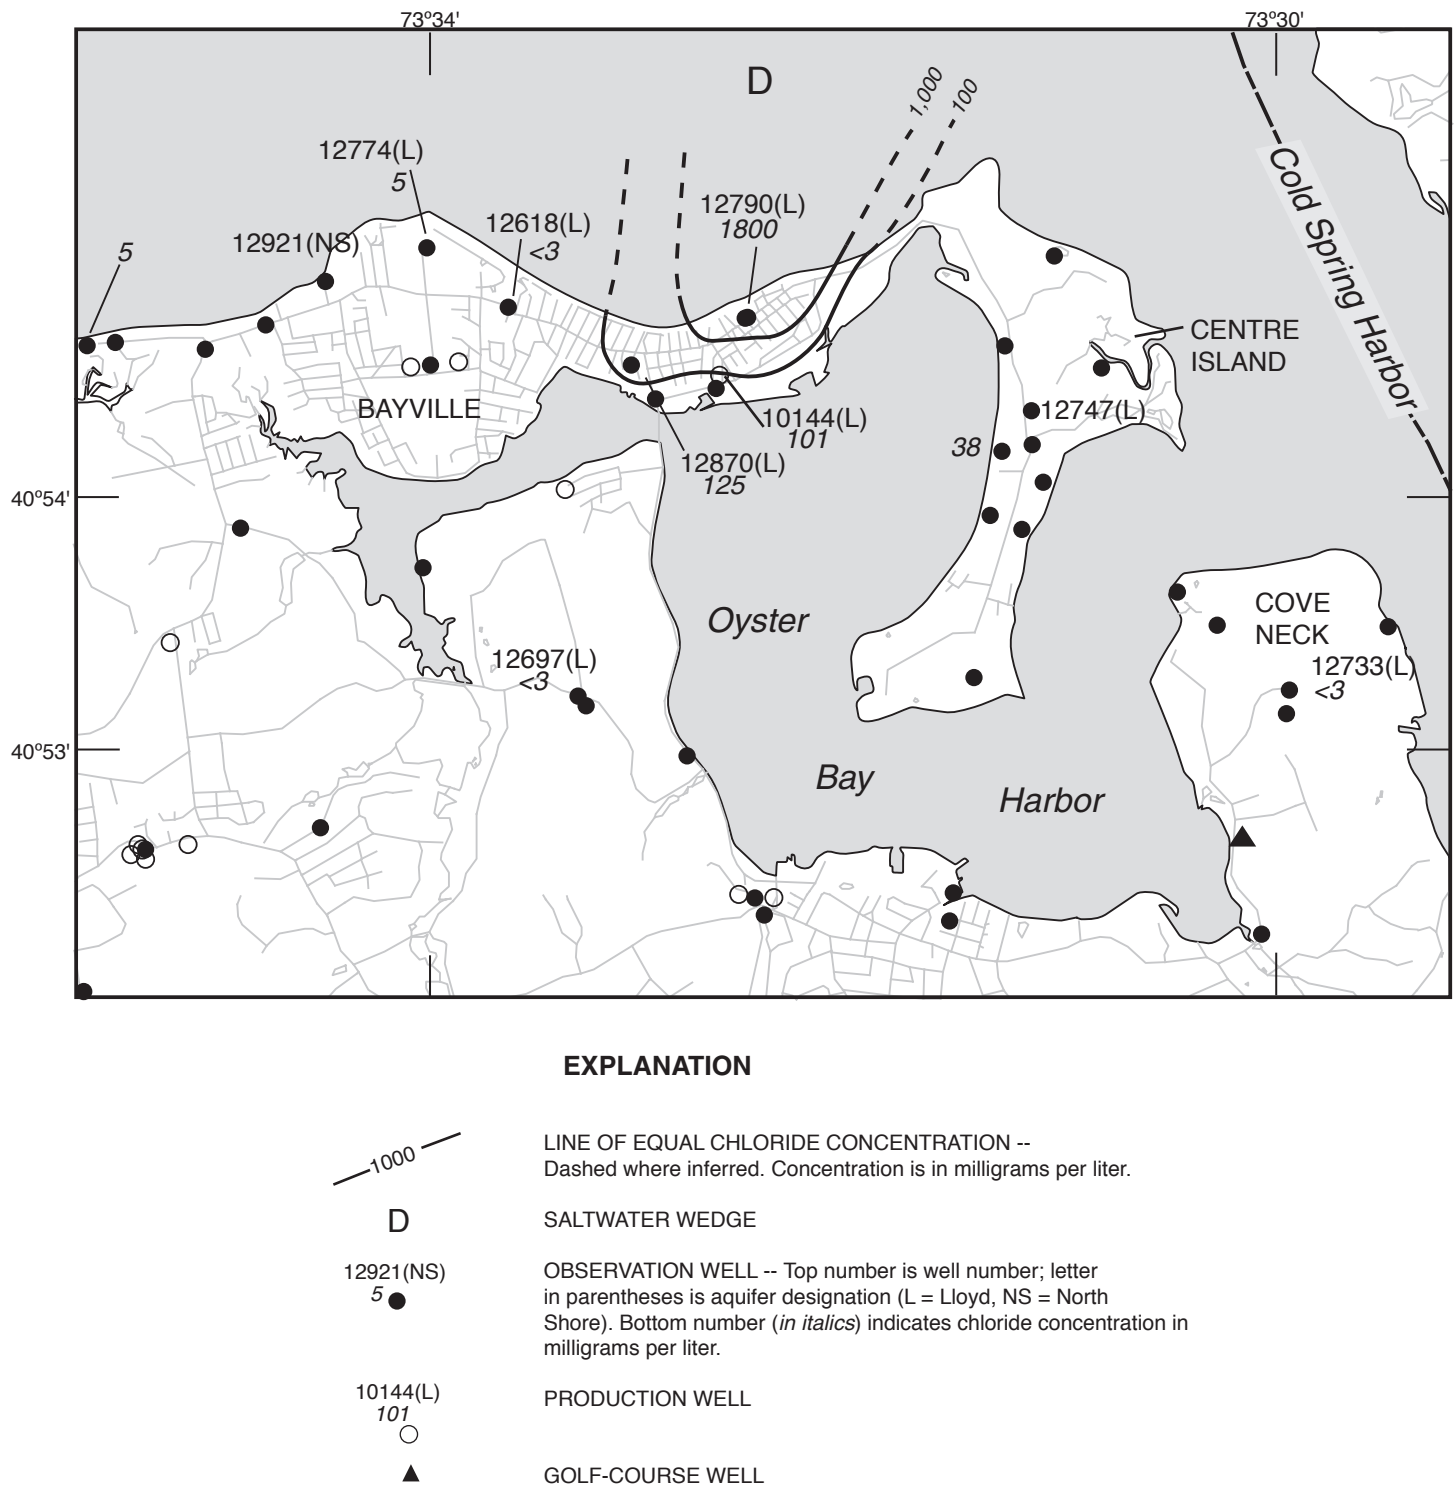 73º34'
73º30'
D
1,000
100
12774(L)
5
12790(L)
1800
12618(L)
<3
12921(NS)
5
Cold Spring Harbor
CENTRE
ISLAND
BAYVILLE
12747(L)
10144(L)
101
38
12870(L)
125
40º54'
COVE
NECK
Oyster
12697(L)
<3
12733(L)
<3
40º53'
Bay
Harbor
EXPLANATION
1000
LINE OF EQUAL CHLORIDE CONCENTRATION --
Dashed where inferred. Concentration is in milligrams per liter.
D
SALTWATER WEDGE
12921(NS)
5
OBSERVATION WELL -- Top number is well number; letter
in parentheses is aquifer designation (L = Lloyd, NS = North
Shore). Bottom number (in italics) indicates chloride concentration in
milligrams per liter.
10144(L)
101
PRODUCTION WELL
GOLF-COURSE WELL